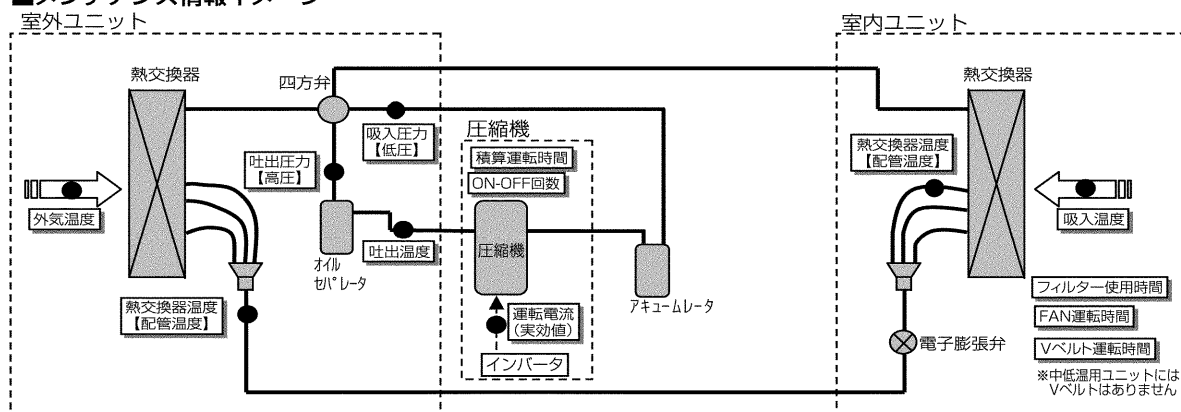 ■メンテナンス情報イメージ
室外ユニット
室内ユニット
熱交換器
四方弁
熱交換器
圧縮機
吸入圧力
【低圧】
積算運転時間
ON-OFF回数
吐出圧力
【高圧】
熱交換器温度
【配管温度】
外気温度
吸入温度
吐出温度
圧縮機
オイル
セパレータ
アキュームレータ
熱交換器温度
【配管温度】
運転電流
(実効値)
インバータ
電子膨張弁
フィルター使用時間
FAN運転時間
Vベルト運転時間
※中低温用ユニットには
Vベルトはありません